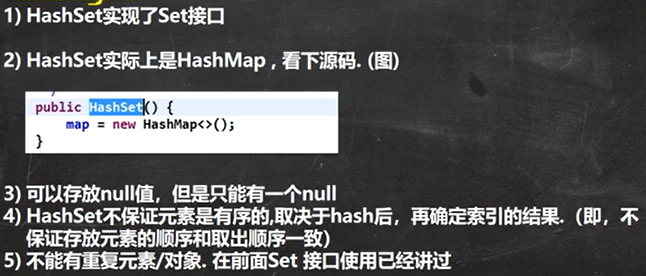 1) HashSet实现了Set接口
2) HashSet实际上是HashMap , 看下源码. (图)
public HashSet() {
map = new HashMap<>();
}
3) 可以存放null值，但是只能有一个null
4) HashSet不保证元素是有序的,取决于hash后，再确定索引的结果. (即，不
保证存放元素的顺序和取出顺序一致)
5) 不能有重复元素/对象. 在前面Set 接口使用已经讲过